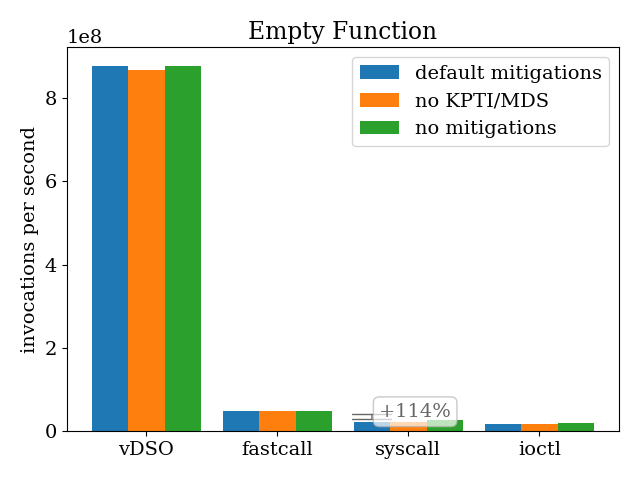 Empty Function
1e8
invocations per second
8
6
4
2
0
default mitigations
no KPTI/MDS
no mitigations
+114%
vDSO fastcall syscall ioctl